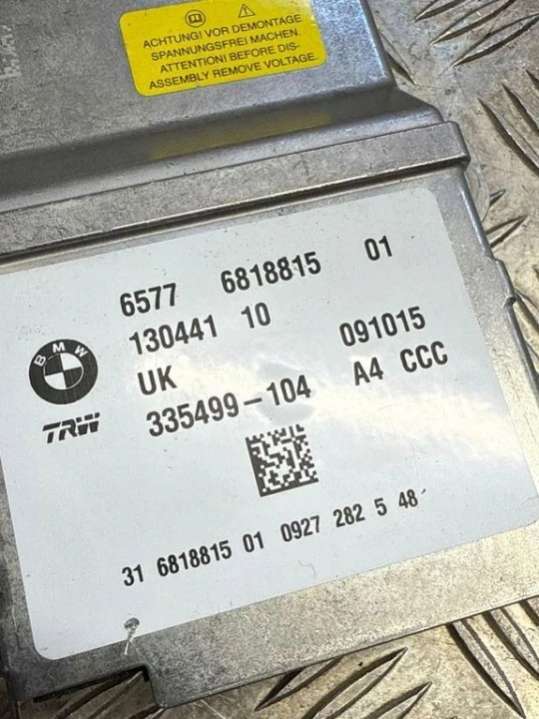 ACHTUNG! VOR DEMONTAGE
SPANNUNGSFREI MACHEN.
ATTENTION! BEFORE DIS-
ASSEMBLY REMOVE VOLTAGE.
6577 6818815 01
130441 10 091015
UK A4 CCC
335499-104
BMW
TRW
31 6818815 01 0927 282 5 48